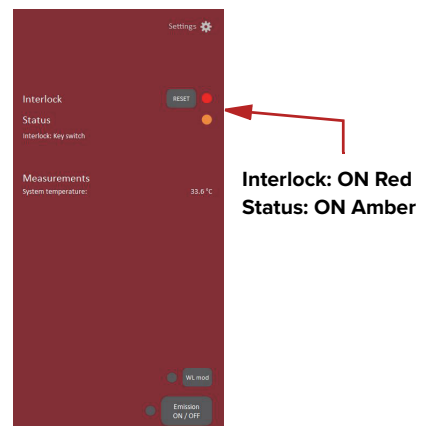 Settings
Interlock
RESET
Status
Interlock: Key switch
Measurements
System temperature: 33.6 °C
Interlock: ON Red
Status: ON Amber
WL mod
Emission
ON / OFF